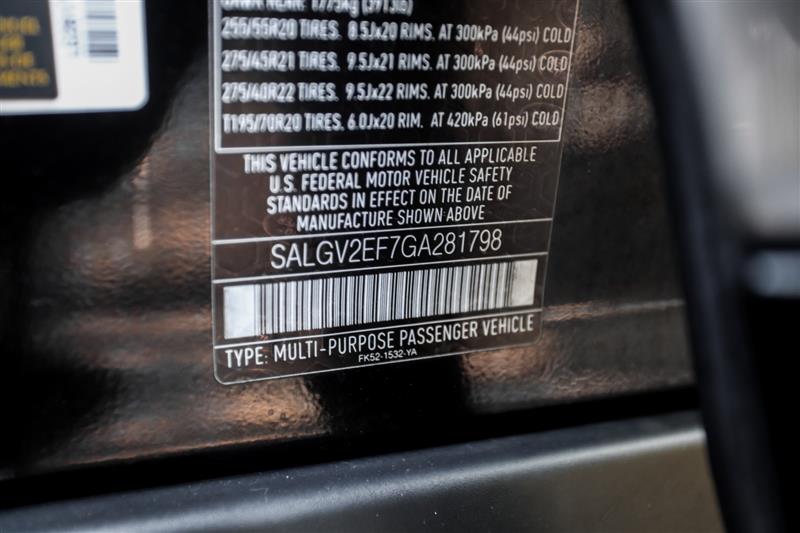 1775kg (3913lb)
255/55R20 TIRES. 8.5Jx20 RIMS. AT 300kPa (44psi) COLD
275/45R21 TIRES. 9.5Jx21 RIMS. AT 300kPa (44psi) COLD
275/40R22 TIRES. 9.5Jx22 RIMS. AT 300kPa (44psi) COLD
T195/70R20 TIRES. 6.0Jx20 RIM. AT 420kPa (61psi) COLD
THIS VEHICLE CONFORMS TO ALL APPLICABLE
U.S. FEDERAL MOTOR VEHICLE SAFETY
STANDARDS IN EFFECT ON THE DATE OF
MANUFACTURE SHOWN ABOVE
SALGV2EF7GA281798
TYPE: MULTI-PURPOSE PASSENGER VEHICLE
FK52-1532-YA